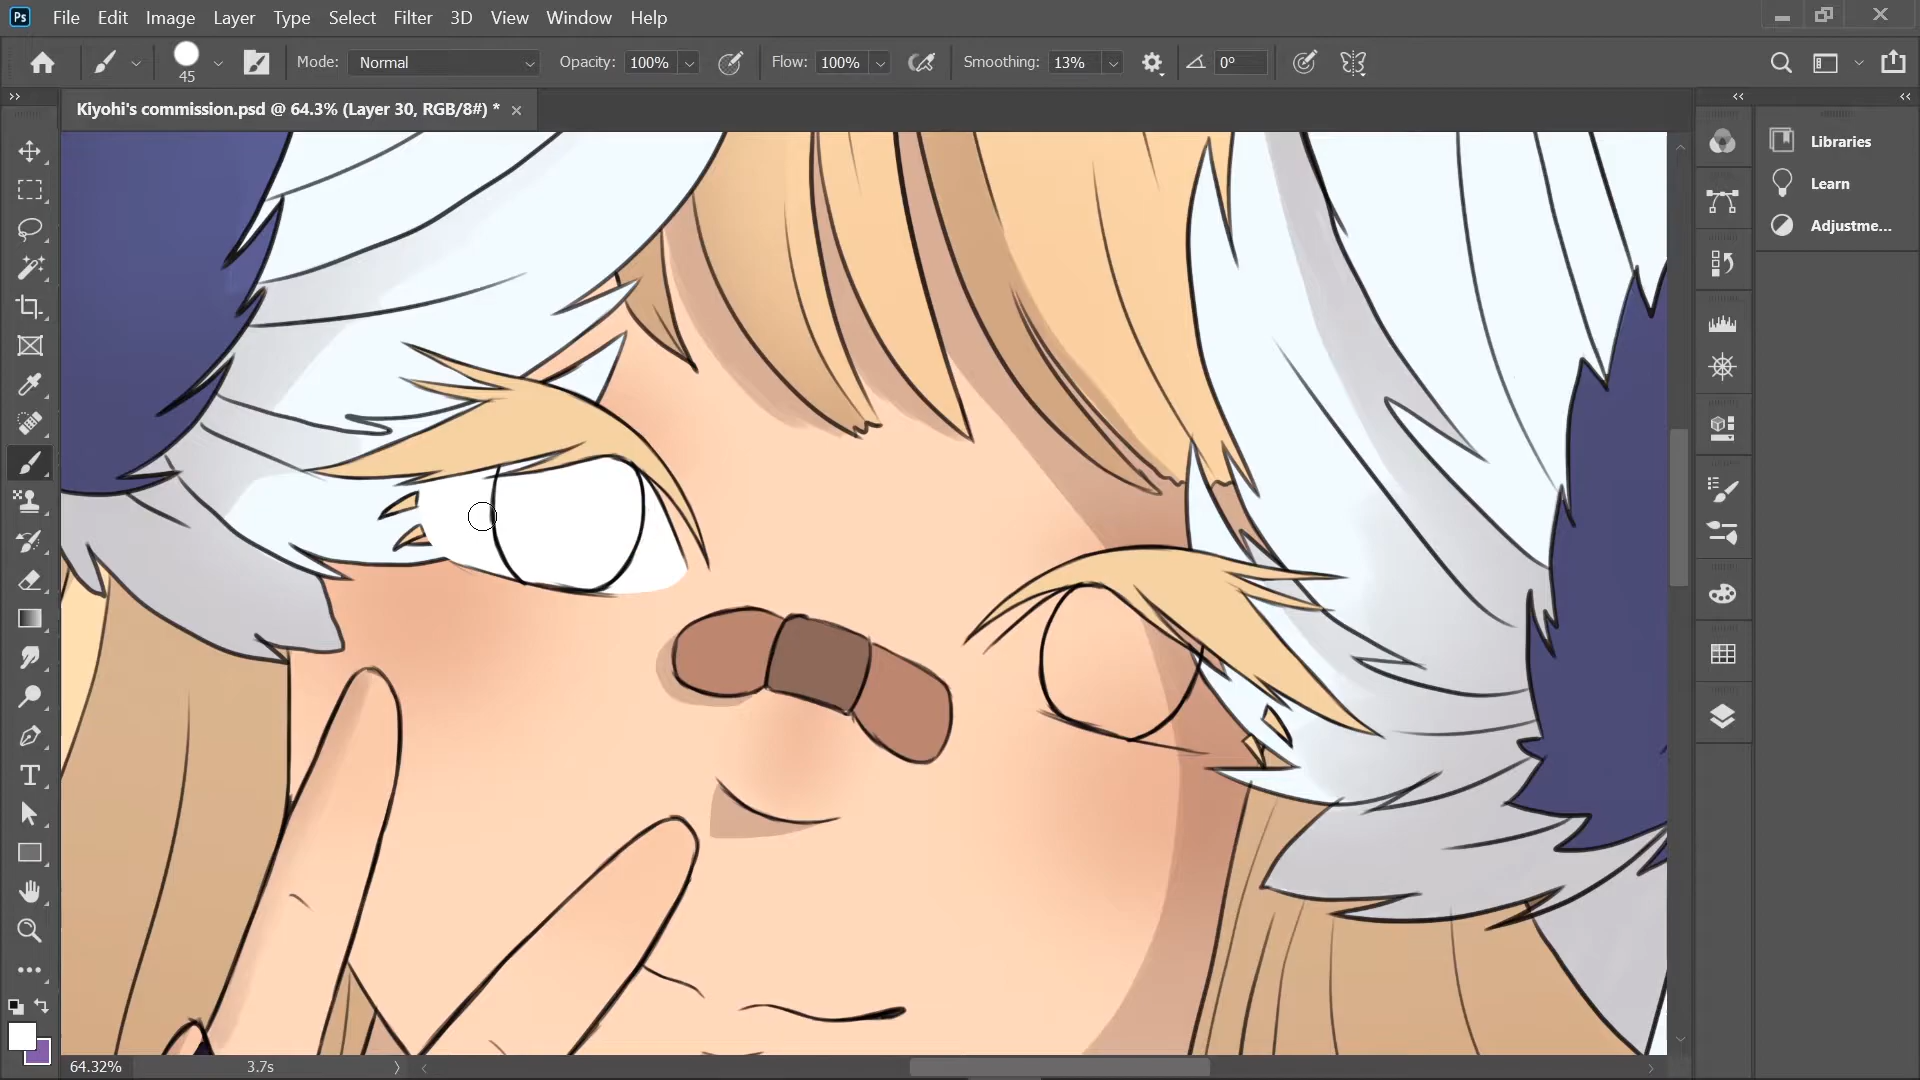 Ps File Edit Image Layer Type Select Filter 3D View Window Help
45 Mode: Normal Opacity: 100% Flow: 100% Smoothing: 13% 0°
Kiyohi's commission.psd @ 64.3% (Layer 30, RGB/8#) *
Libraries
Learn
Adjustme...
64.32% 3.7s